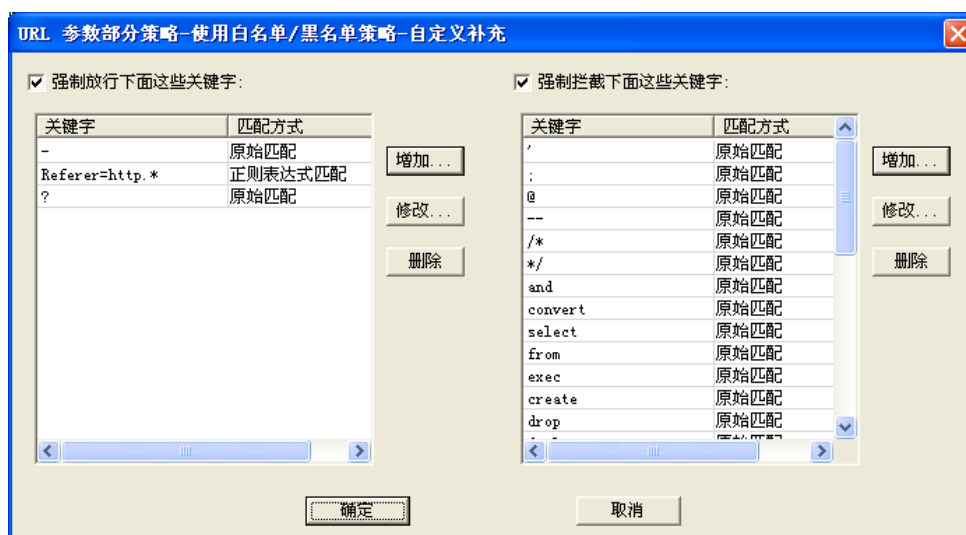 URL 参数部分策略-使用白名单/黑名单策略-自定义补充
强制放行下面这些关键字:
关键字 匹配方式
- 原始匹配
Referer=http.* 正则表达式匹配
? 原始匹配
增加...
修改...
删除
强制拦截下面这些关键字:
关键字 匹配方式
' 原始匹配
; 原始匹配
@ 原始匹配
-- 原始匹配
/* 原始匹配
*/ 原始匹配
and 原始匹配
convert 原始匹配
select 原始匹配
from 原始匹配
exec 原始匹配
create 原始匹配
drop 原始匹配
增加...
修改...
删除
确定
取消